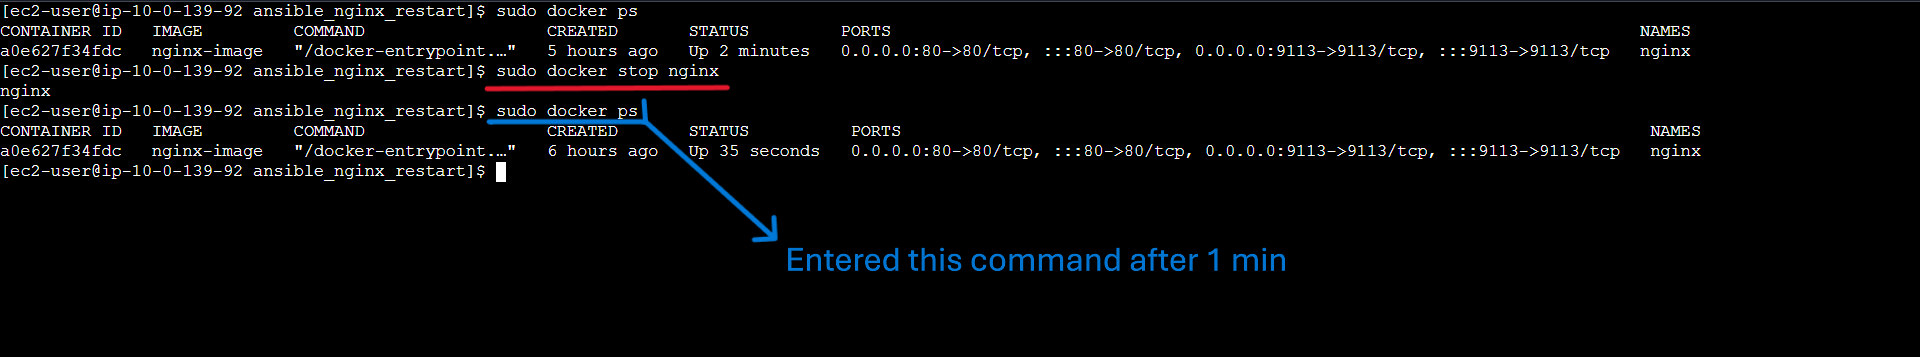 [ec2-user@ip-10-0-139-92 ansible_nginx_restart]$ sudo docker ps
CONTAINER ID   IMAGE         COMMAND                  CREATED       STATUS         PORTS                                                                          NAMES
a0e627f34fdc   nginx-image   "/docker-entrypoint.…"   5 hours ago   Up 2 minutes   0.0.0.0:80->80/tcp, :::80->80/tcp, 0.0.0.0:9113->9113/tcp, :::9113->9113/tcp   nginx
[ec2-user@ip-10-0-139-92 ansible_nginx_restart]$ sudo docker stop nginx
nginx
[ec2-user@ip-10-0-139-92 ansible_nginx_restart]$ sudo docker ps
CONTAINER ID   IMAGE         COMMAND                  CREATED       STATUS          PORTS                                                                          NAMES
a0e627f34fdc   nginx-image   "/docker-entrypoint.…"   6 hours ago   Up 35 seconds   0.0.0.0:80->80/tcp, :::80->80/tcp, 0.0.0.0:9113->9113/tcp, :::9113->9113/tcp   nginx
[ec2-user@ip-10-0-139-92 ansible_nginx_restart]$
Entered this command after 1 min